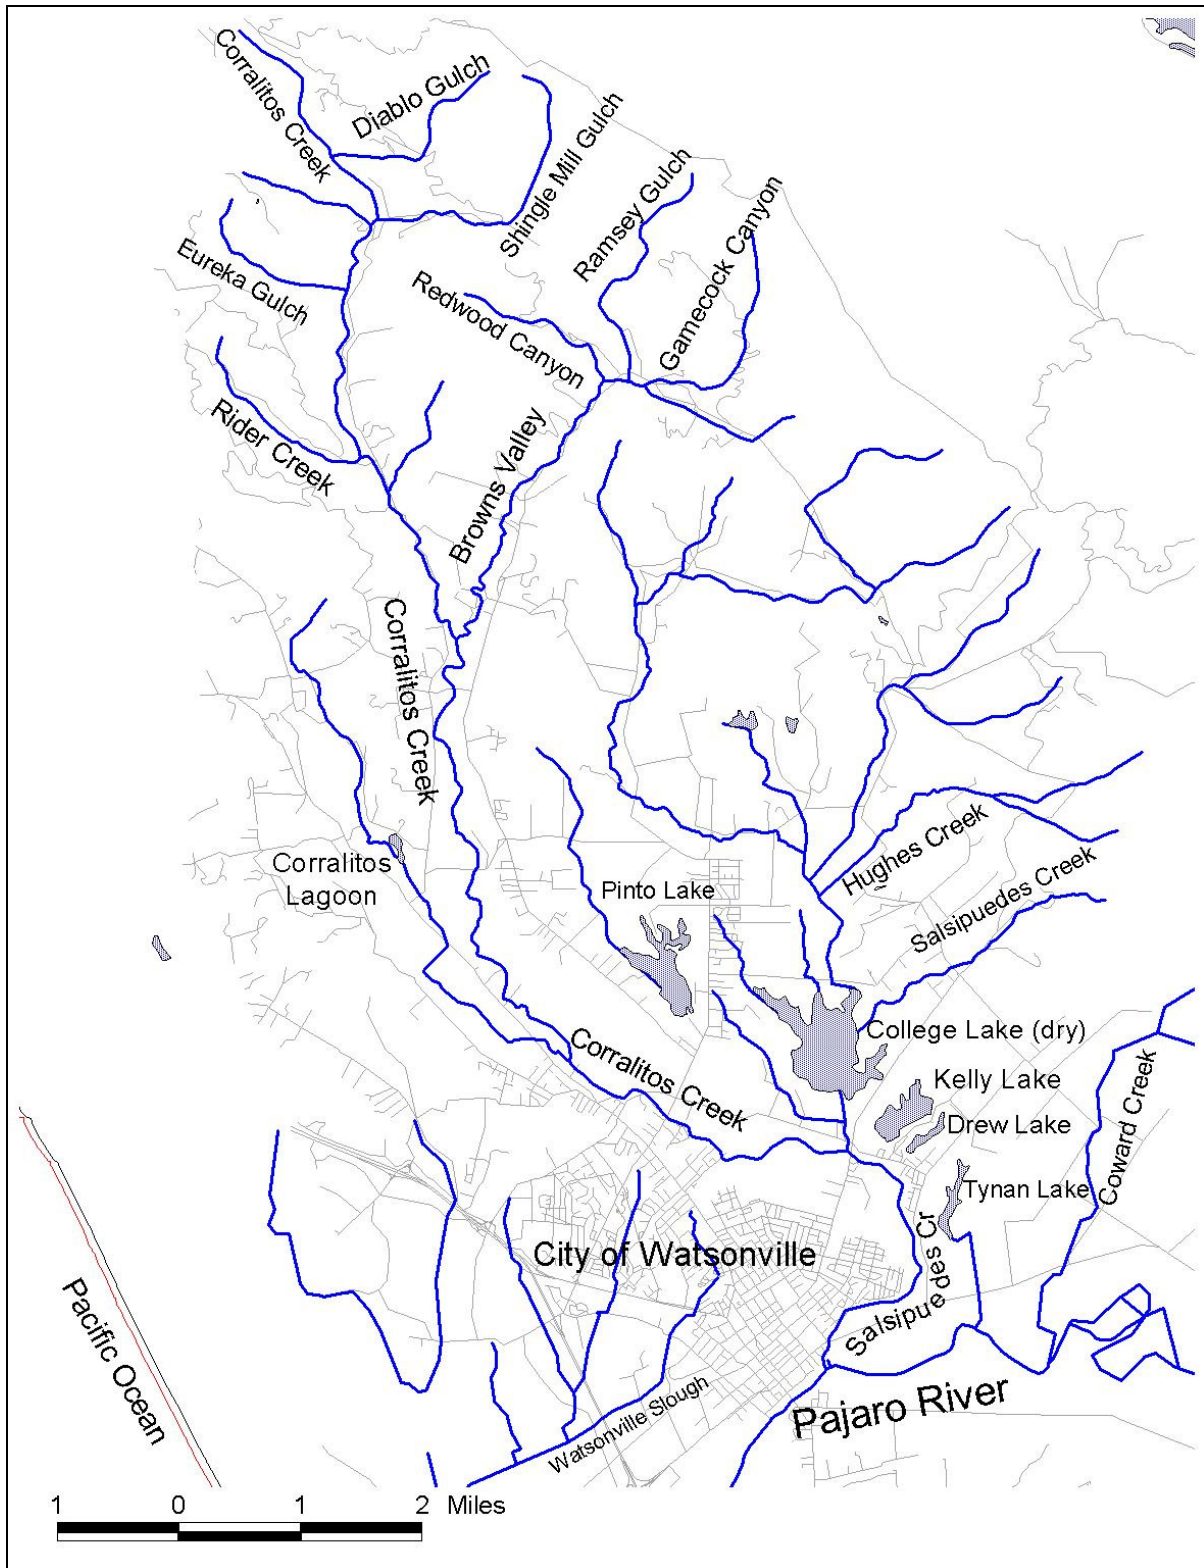 Corralitos Creek
Diablo Gulch
Shingle Mill Gulch
Ramsey Gulch
Gamecock Canyon
Eureka Gulch
Redwood Canyon
Rider Creek
Browns Valley
Corralitos Creek
Corralitos
Lagoon
Pinto Lake
Hughes Creek
Salsipuedes Creek
College Lake (dry)
Corralitos Creek
Kelly Lake
Drew Lake
Tynan Lake
Coward Creek
City of Watsonville
Salsipuedes Cr
Pacific Ocean
Watsonville Slough
Pajaro River
1 0 1 2 Miles